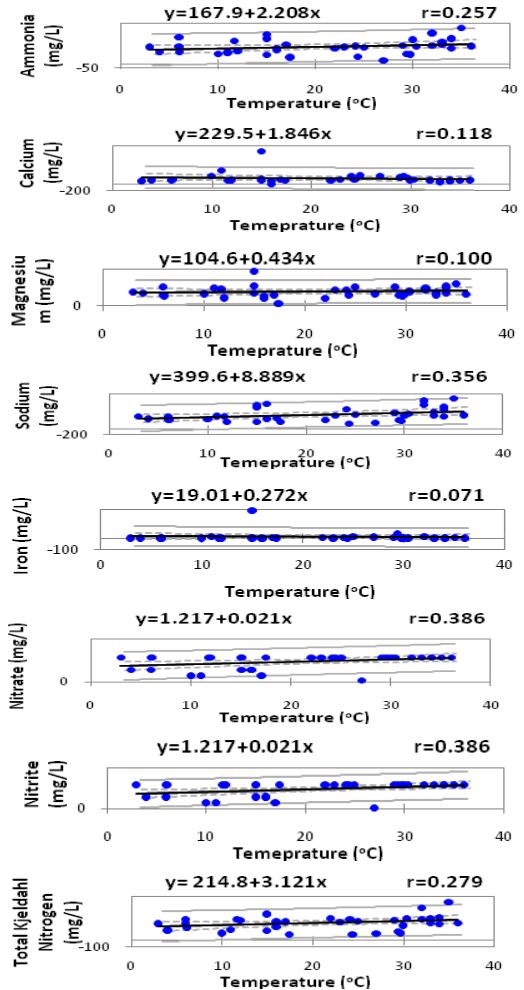 y=167.9+2.208x r=0.257
Ammonia
(mg/L)
-50
0 10 20 30 40
Temperature (°C)
y=229.5+1.846x r=0.118
Calcium
(mg/L)
-200
0 10 20 30 40
Temeprature (°C)
y=104.6+0.434x r=0.100
Magnesiu
m (mg/L)
0
0 10 20 30 40
Temeprature (°C)
y=399.6+8.889x r=0.356
Sodium
(mg/L)
-200
0 10 20 30 40
Temperature (°C)
y=19.01+0.272x r=0.071
Iron (mg/L)
-100
0 10 20 30 40
Temperature (°C)
y=1.217+0.021x r=0.386
Nitrate (mg/L)
0
0 10 20 30 40
Temperature (°C)
y=1.217+0.021x r=0.386
Nitrite
(mg/L)
0
0 10 20 30 40
Temperature (°C)
y= 214.8+3.121x r=0.279
Total Kjeldahl
Nitrogen
(mg/L)
-100
0 10 20 30 40
Temperature (°C)